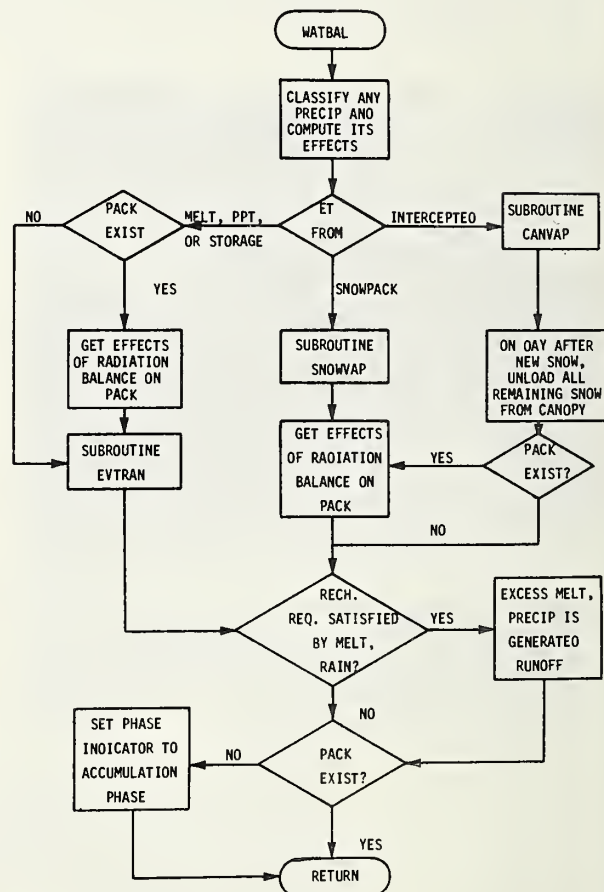 WATBAL
CLASSIFY ANY
PRECIP ANO
COMPUTE ITS
EFFECTS
NO
PACK
EXIST
MELT, PPT,
OR STORAGE
ET
FROM
INTERCEPTEO
SUBROUTINE
CANVAP
YES
SNOWPACK
GET EFFECTS
OF RADIATION
BALANCE ON
PACK
SUBROUTINE
SNOWVAP
ON OAY AFTER
NEW SNOW,
UNLOAD ALL
REMAINING SNOW
FROM CANOPY
SUBROUTINE
EVTRAN
GET EFFECTS
OF RAOIATION
BALANCE ON
PACK
YES
PACK
EXIST?
NO
RECH.
REQ. SATISFIED
BY MELT,
RAIN?
YES
EXCESS MELT,
PRECIP IS
GENERATED
RUNOFF
NO
SET PHASE
INOICATOR TO
ACCUMULATION
PHASE
NO
PACK
EXIST?
YES
RETURN